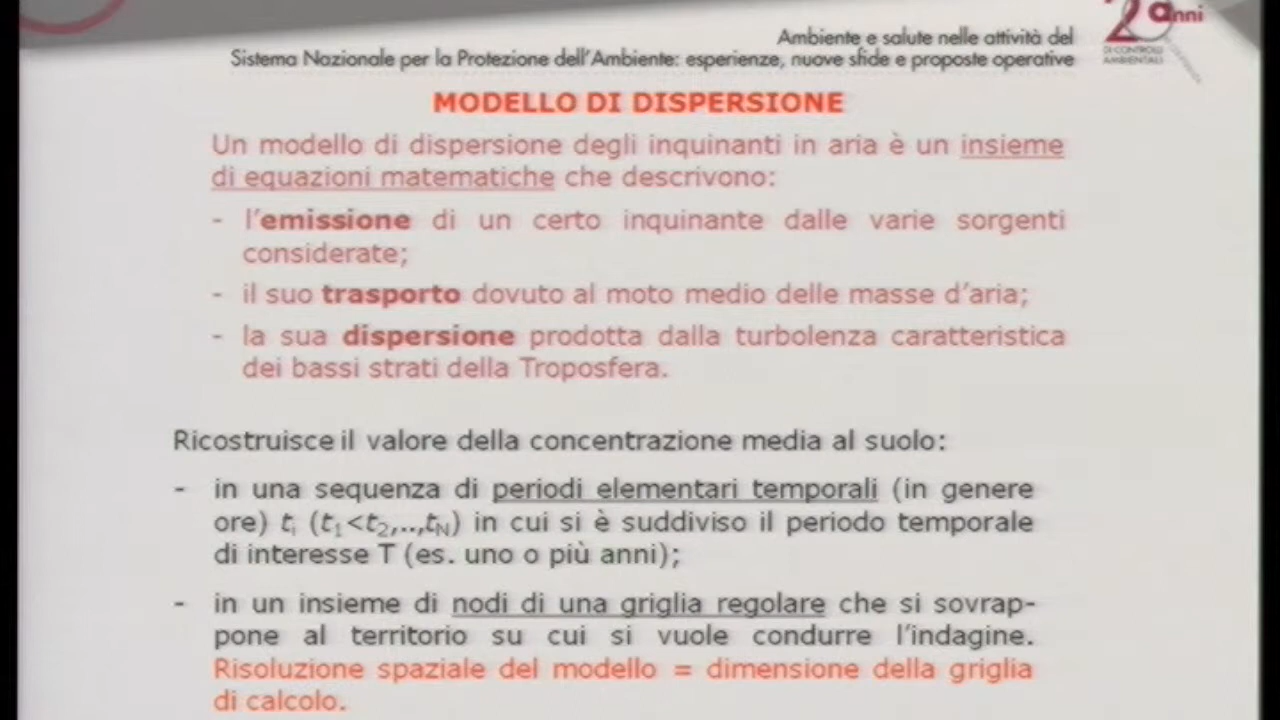 20 anni
DI CONTROLLI
AMBIENTALI
Ambiente e salute nelle attività del
Sistema Nazionale per la Protezione dell'Ambiente: esperienze, nuove sfide e proposte operative
MODELLO DI DISPERSIONE
Un modello di dispersione degli inquinanti in aria è un insieme
di equazioni matematiche che descrivono:
- l'emissione di un certo inquinante dalle varie sorgenti
considerate;
- il suo trasporto dovuto al moto medio delle masse d'aria;
- la sua dispersione prodotta dalla turbolenza caratteristica
dei bassi strati della Troposfera.
Ricostruisce il valore della concentrazione media al suolo:
- in una sequenza di periodi elementari temporali (in genere
ore) ti (t1<t2,..,tN) in cui si è suddiviso il periodo temporale
di interesse T (es. uno o più anni);
- in un insieme di nodi di una griglia regolare che si sovrap-
pone al territorio su cui si vuole condurre l'indagine.
Risoluzione spaziale del modello = dimensione della griglia
di calcolo.